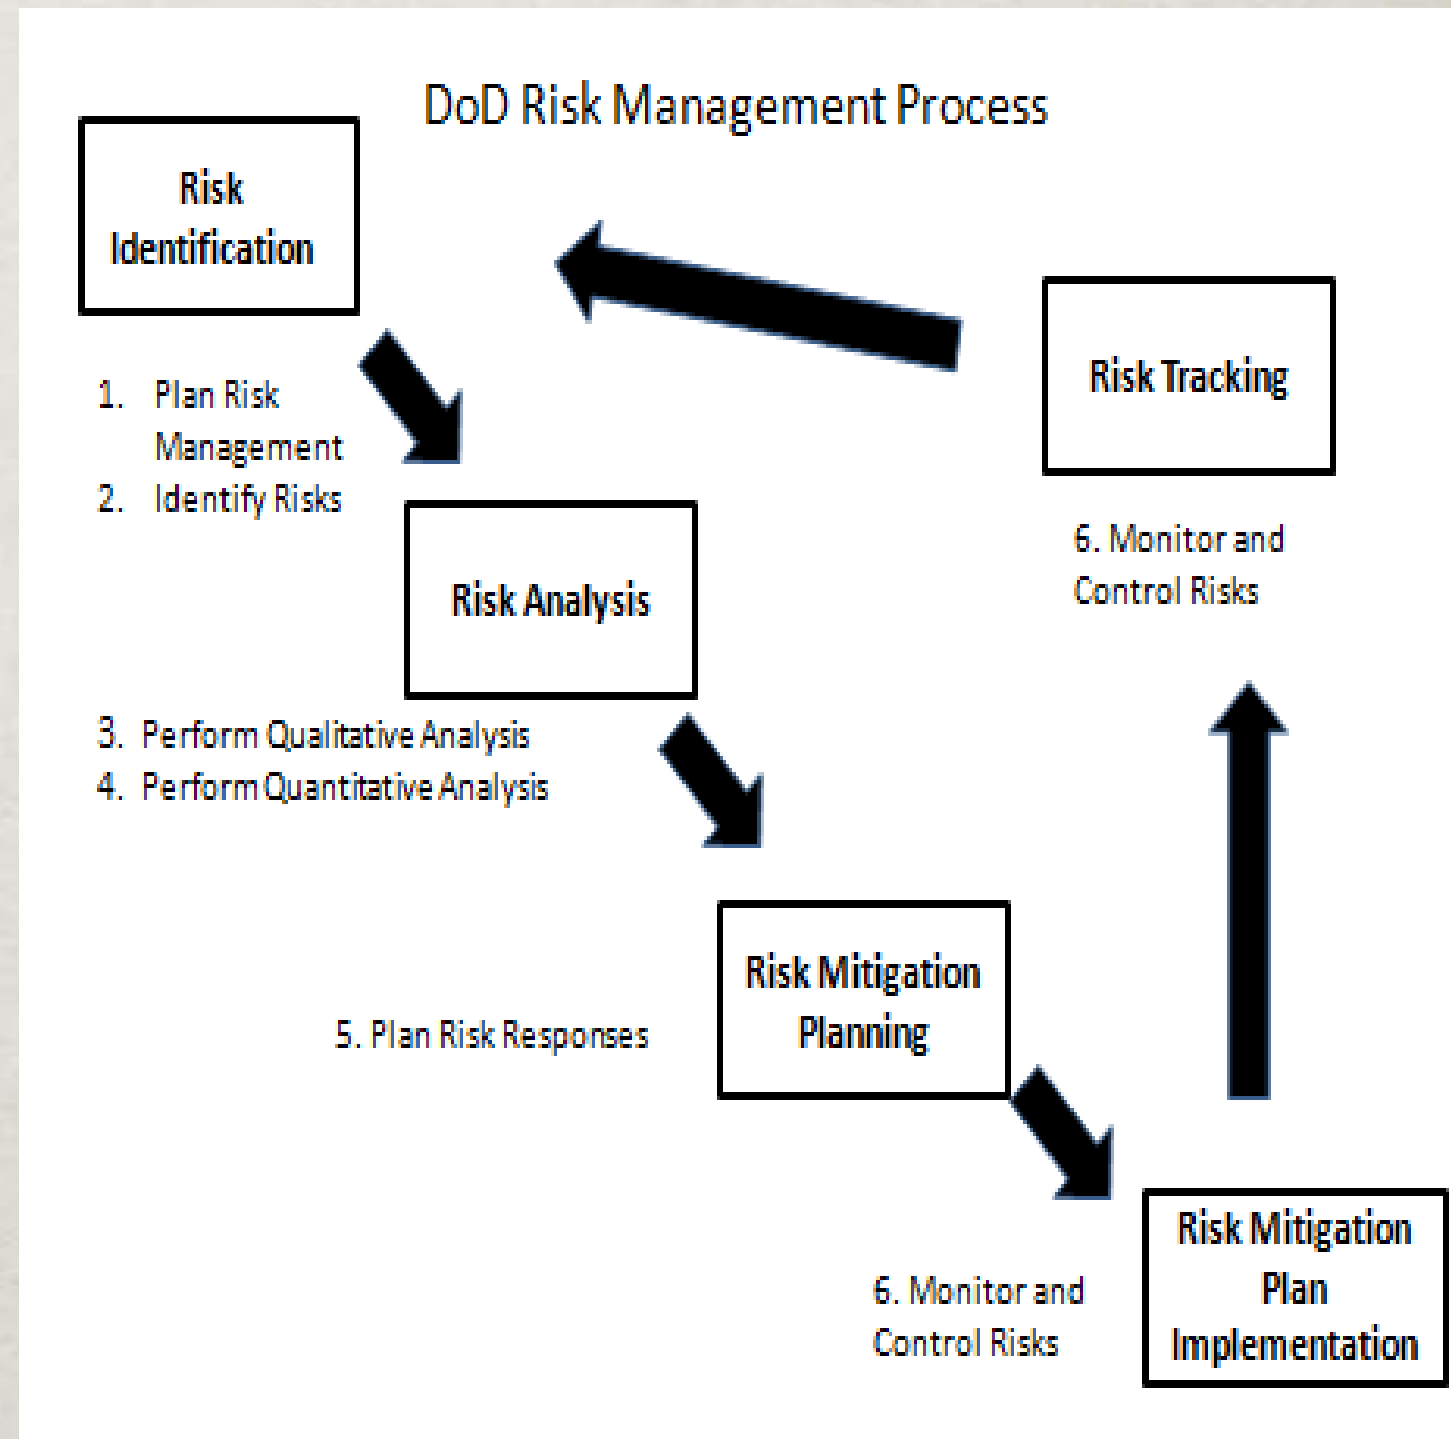 DoD Risk Management Process
Risk
Identification
1. Plan Risk
Management
2. Identify Risks
Risk Tracking
6. Monitor and
Control Risks
Risk Analysis
3. Perform Qualitative Analysis
4. Perform Quantitative Analysis
Risk Mitigation
Planning
5. Plan Risk Responses
Risk Mitigation
Plan
Implementation
6. Monitor and
Control Risks